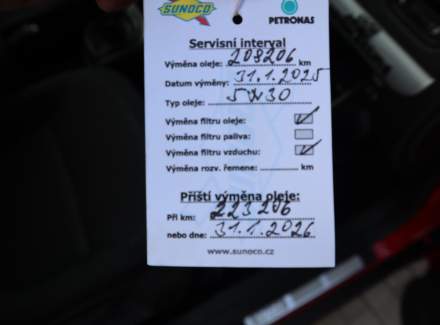 SUNOCO
PETRONAS
Servisní interval
Výměna oleje: 208206 km
Datum výměny: 31.1.2025
Typ oleje: 5W30
Výměna filtru oleje:
Výměna filtru paliva:
Výměna filtru vzduchu:
Výměna rozv. řemene: km
Příští výměna oleje:
Při km: 223206
nebo dne: 31.1.2026
www.sunoco.cz